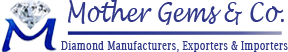 Mother Gems & Co.
M
Diamond Manufacturers, Exporters & Importers